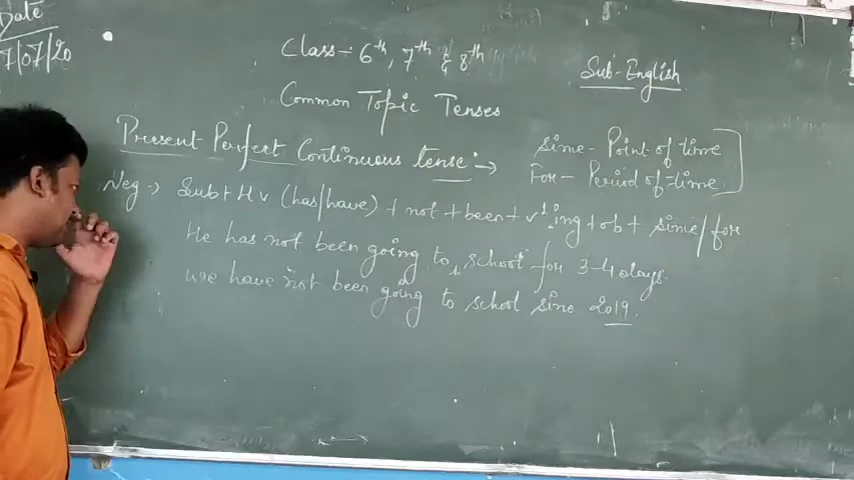 Date
7/07/20
Class - 6th, 7th & 8th
Sub - English
Common Topic Tenses
Present Perfect Continuous tense :→
Since - Point of time
For - Period of time
Neg → Sub + Hv (has/have) + not + been + v1 ing + ob + since/for
He has not been going to school for 3-4 days.
we have not been going to school since 2019.